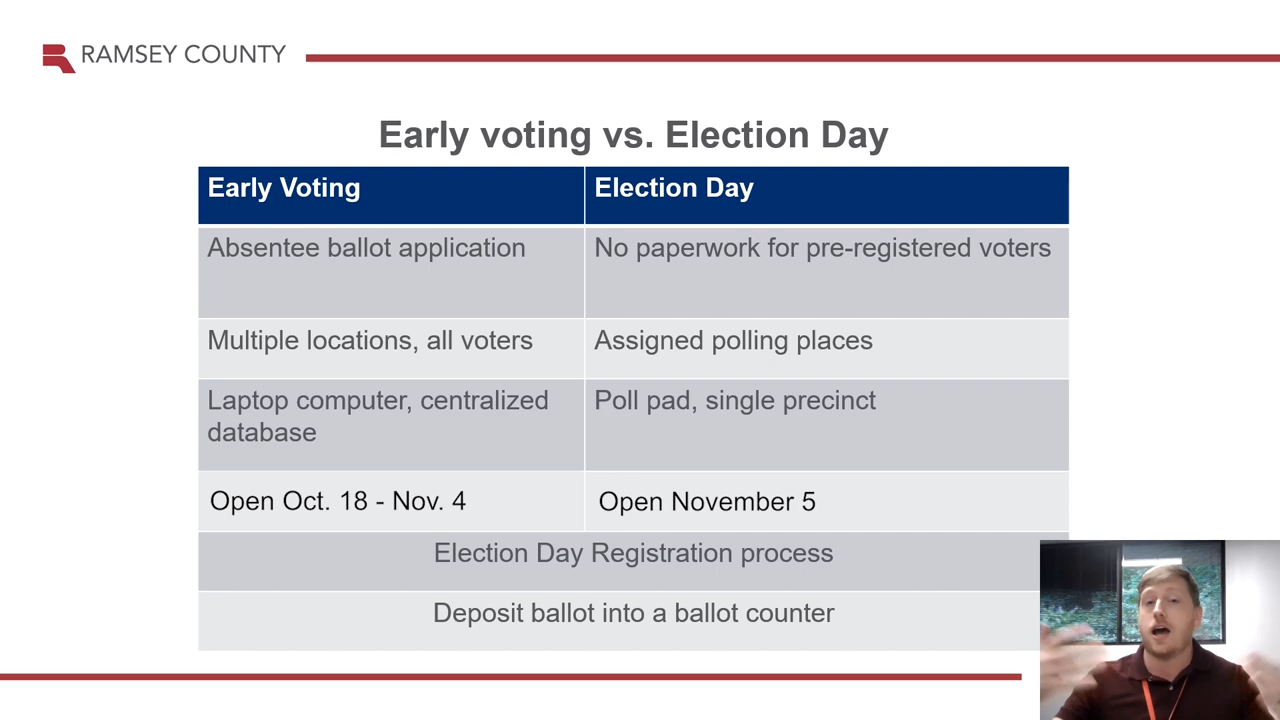 RAMSEY COUNTY
Early voting vs. Election Day
Early Voting
Election Day
Absentee ballot application
No paperwork for pre-registered voters
Multiple locations, all voters
Assigned polling places
Laptop computer, centralized
database
Poll pad, single precinct
Open Oct. 18 - Nov. 4
Open November 5
Election Day Registration process
Deposit ballot into a ballot counter